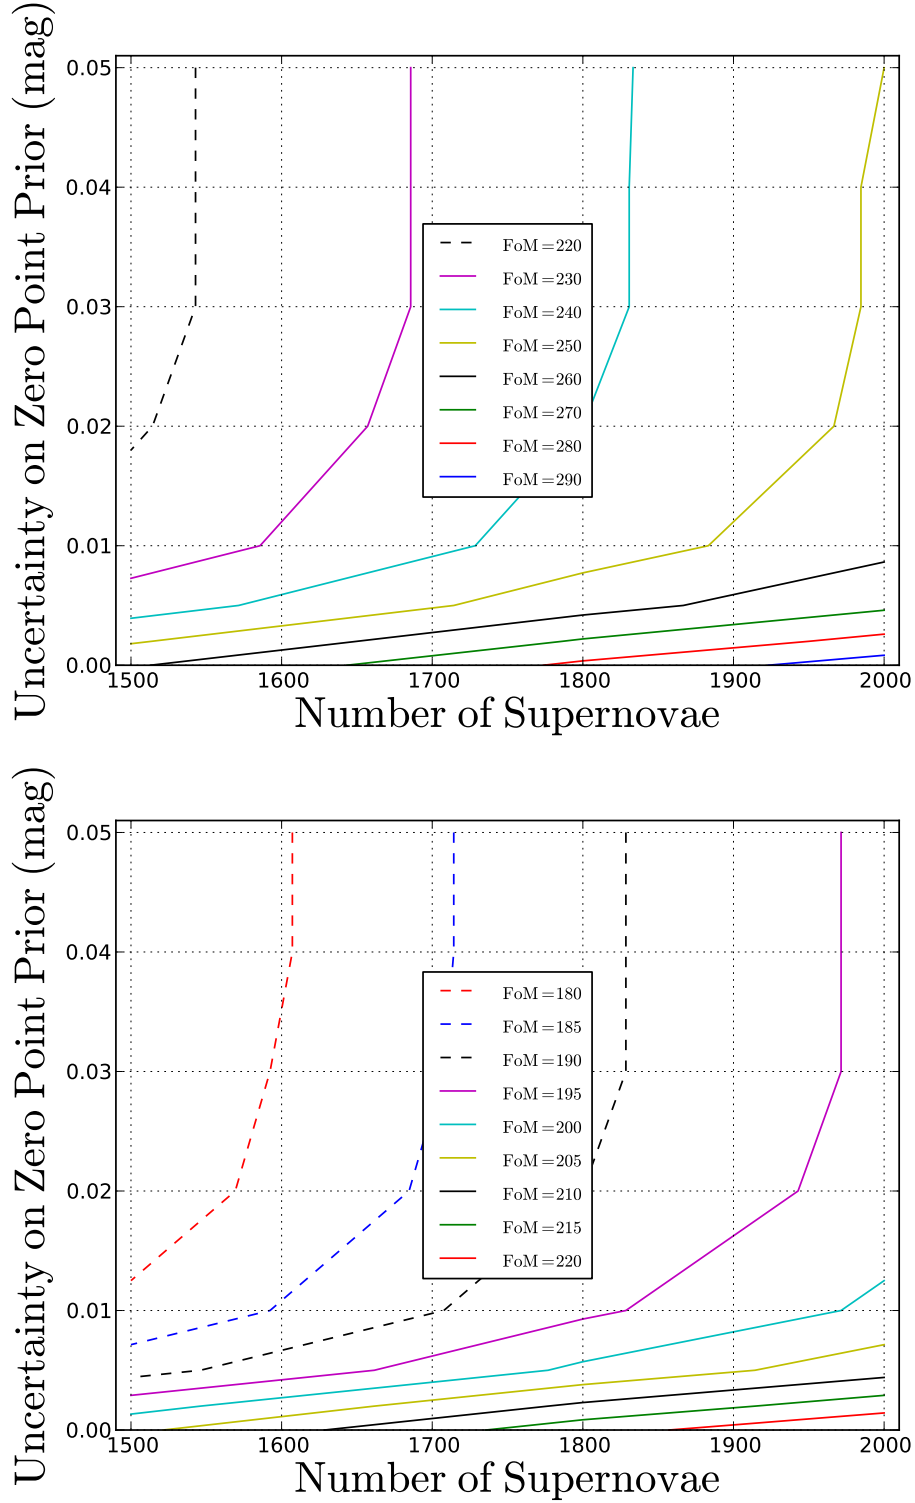 Uncertainty on Zero Point Prior (mag)
0.05
0.04
0.03
0.02
0.01
0.00
FoM=220
FoM=230
FoM=240
FoM=250
FoM=260
FoM=270
FoM=280
FoM=290
1500 1600 1700 1800 1900 2000
Number of Supernovae
Uncertainty on Zero Point Prior (mag)
0.05
0.04
0.03
0.02
0.01
0.00
FoM=180
FoM=185
FoM=190
FoM=195
FoM=200
FoM=205
FoM=210
FoM=215
FoM=220
1500 1600 1700 1800 1900 2000
Number of Supernovae